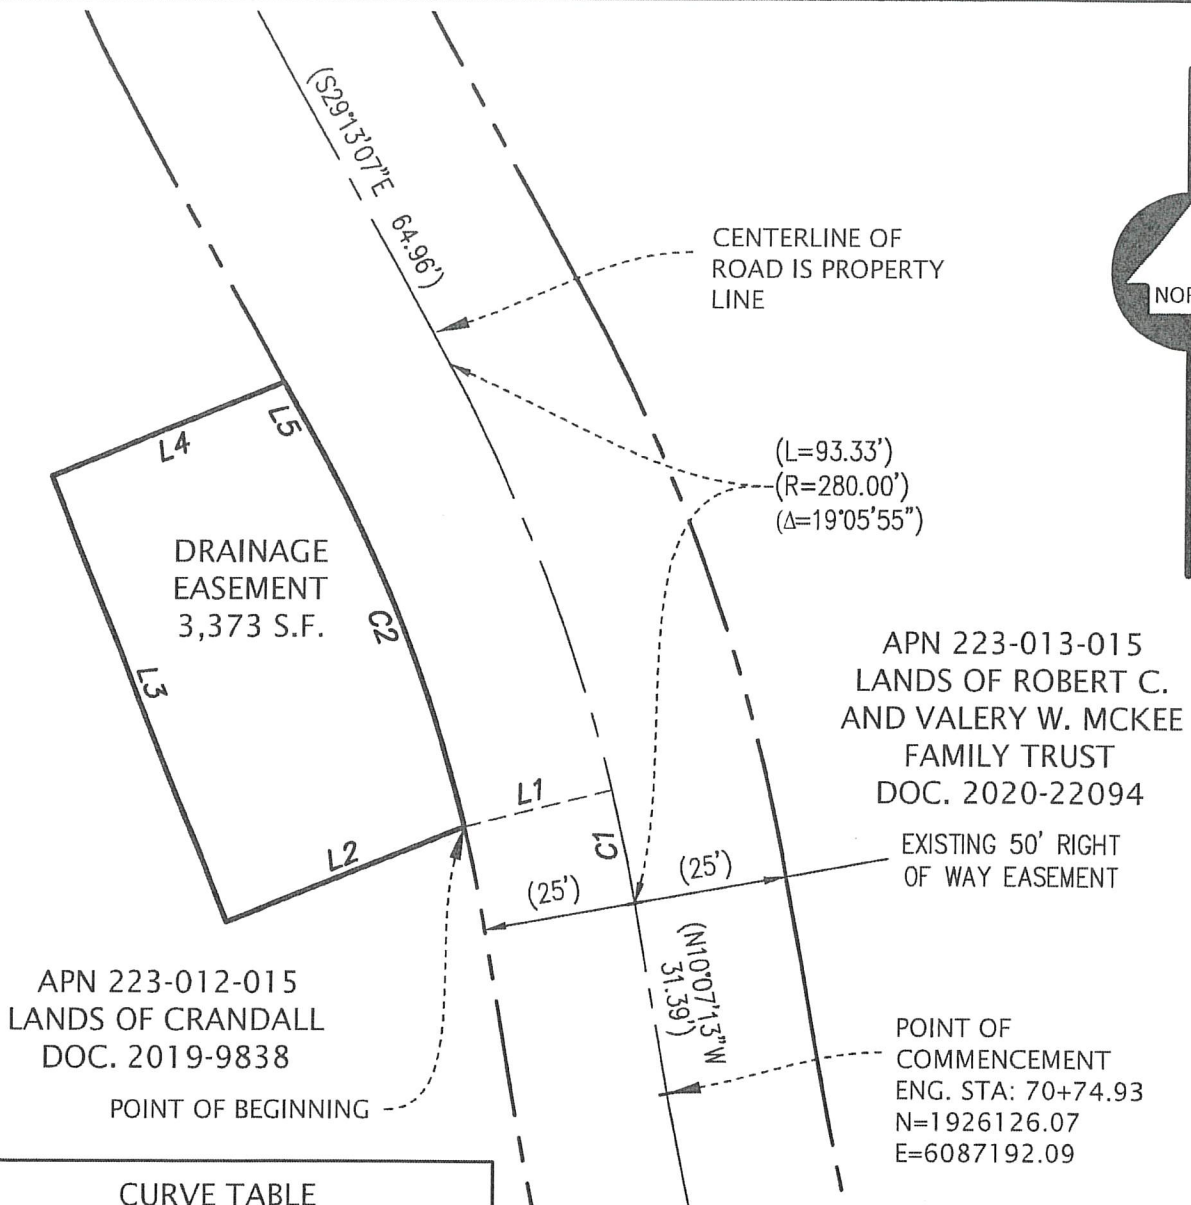 (S29°13'07"E 64.96')
CENTERLINE OF
ROAD IS PROPERTY
LINE
L5
L4
(L=93.33')
(R=280.00')
(Δ=19°05'55")
DRAINAGE
EASEMENT
3,373 S.F.
C2
L3
APN 223-013-015
LANDS OF ROBERT C.
AND VALERY W. MCKEE
FAMILY TRUST
DOC. 2020-22094
L1
C1
L2
EXISTING 50' RIGHT
OF WAY EASEMENT
(25')
(25')
(N10°07'13"W
31.39')
APN 223-012-015
LANDS OF CRANDALL
DOC. 2019-9838
POINT OF BEGINNING
POINT OF
COMMENCEMENT
ENG. STA: 70+74.93
N=1926126.07
E=6087192.09
CURVE TABLE